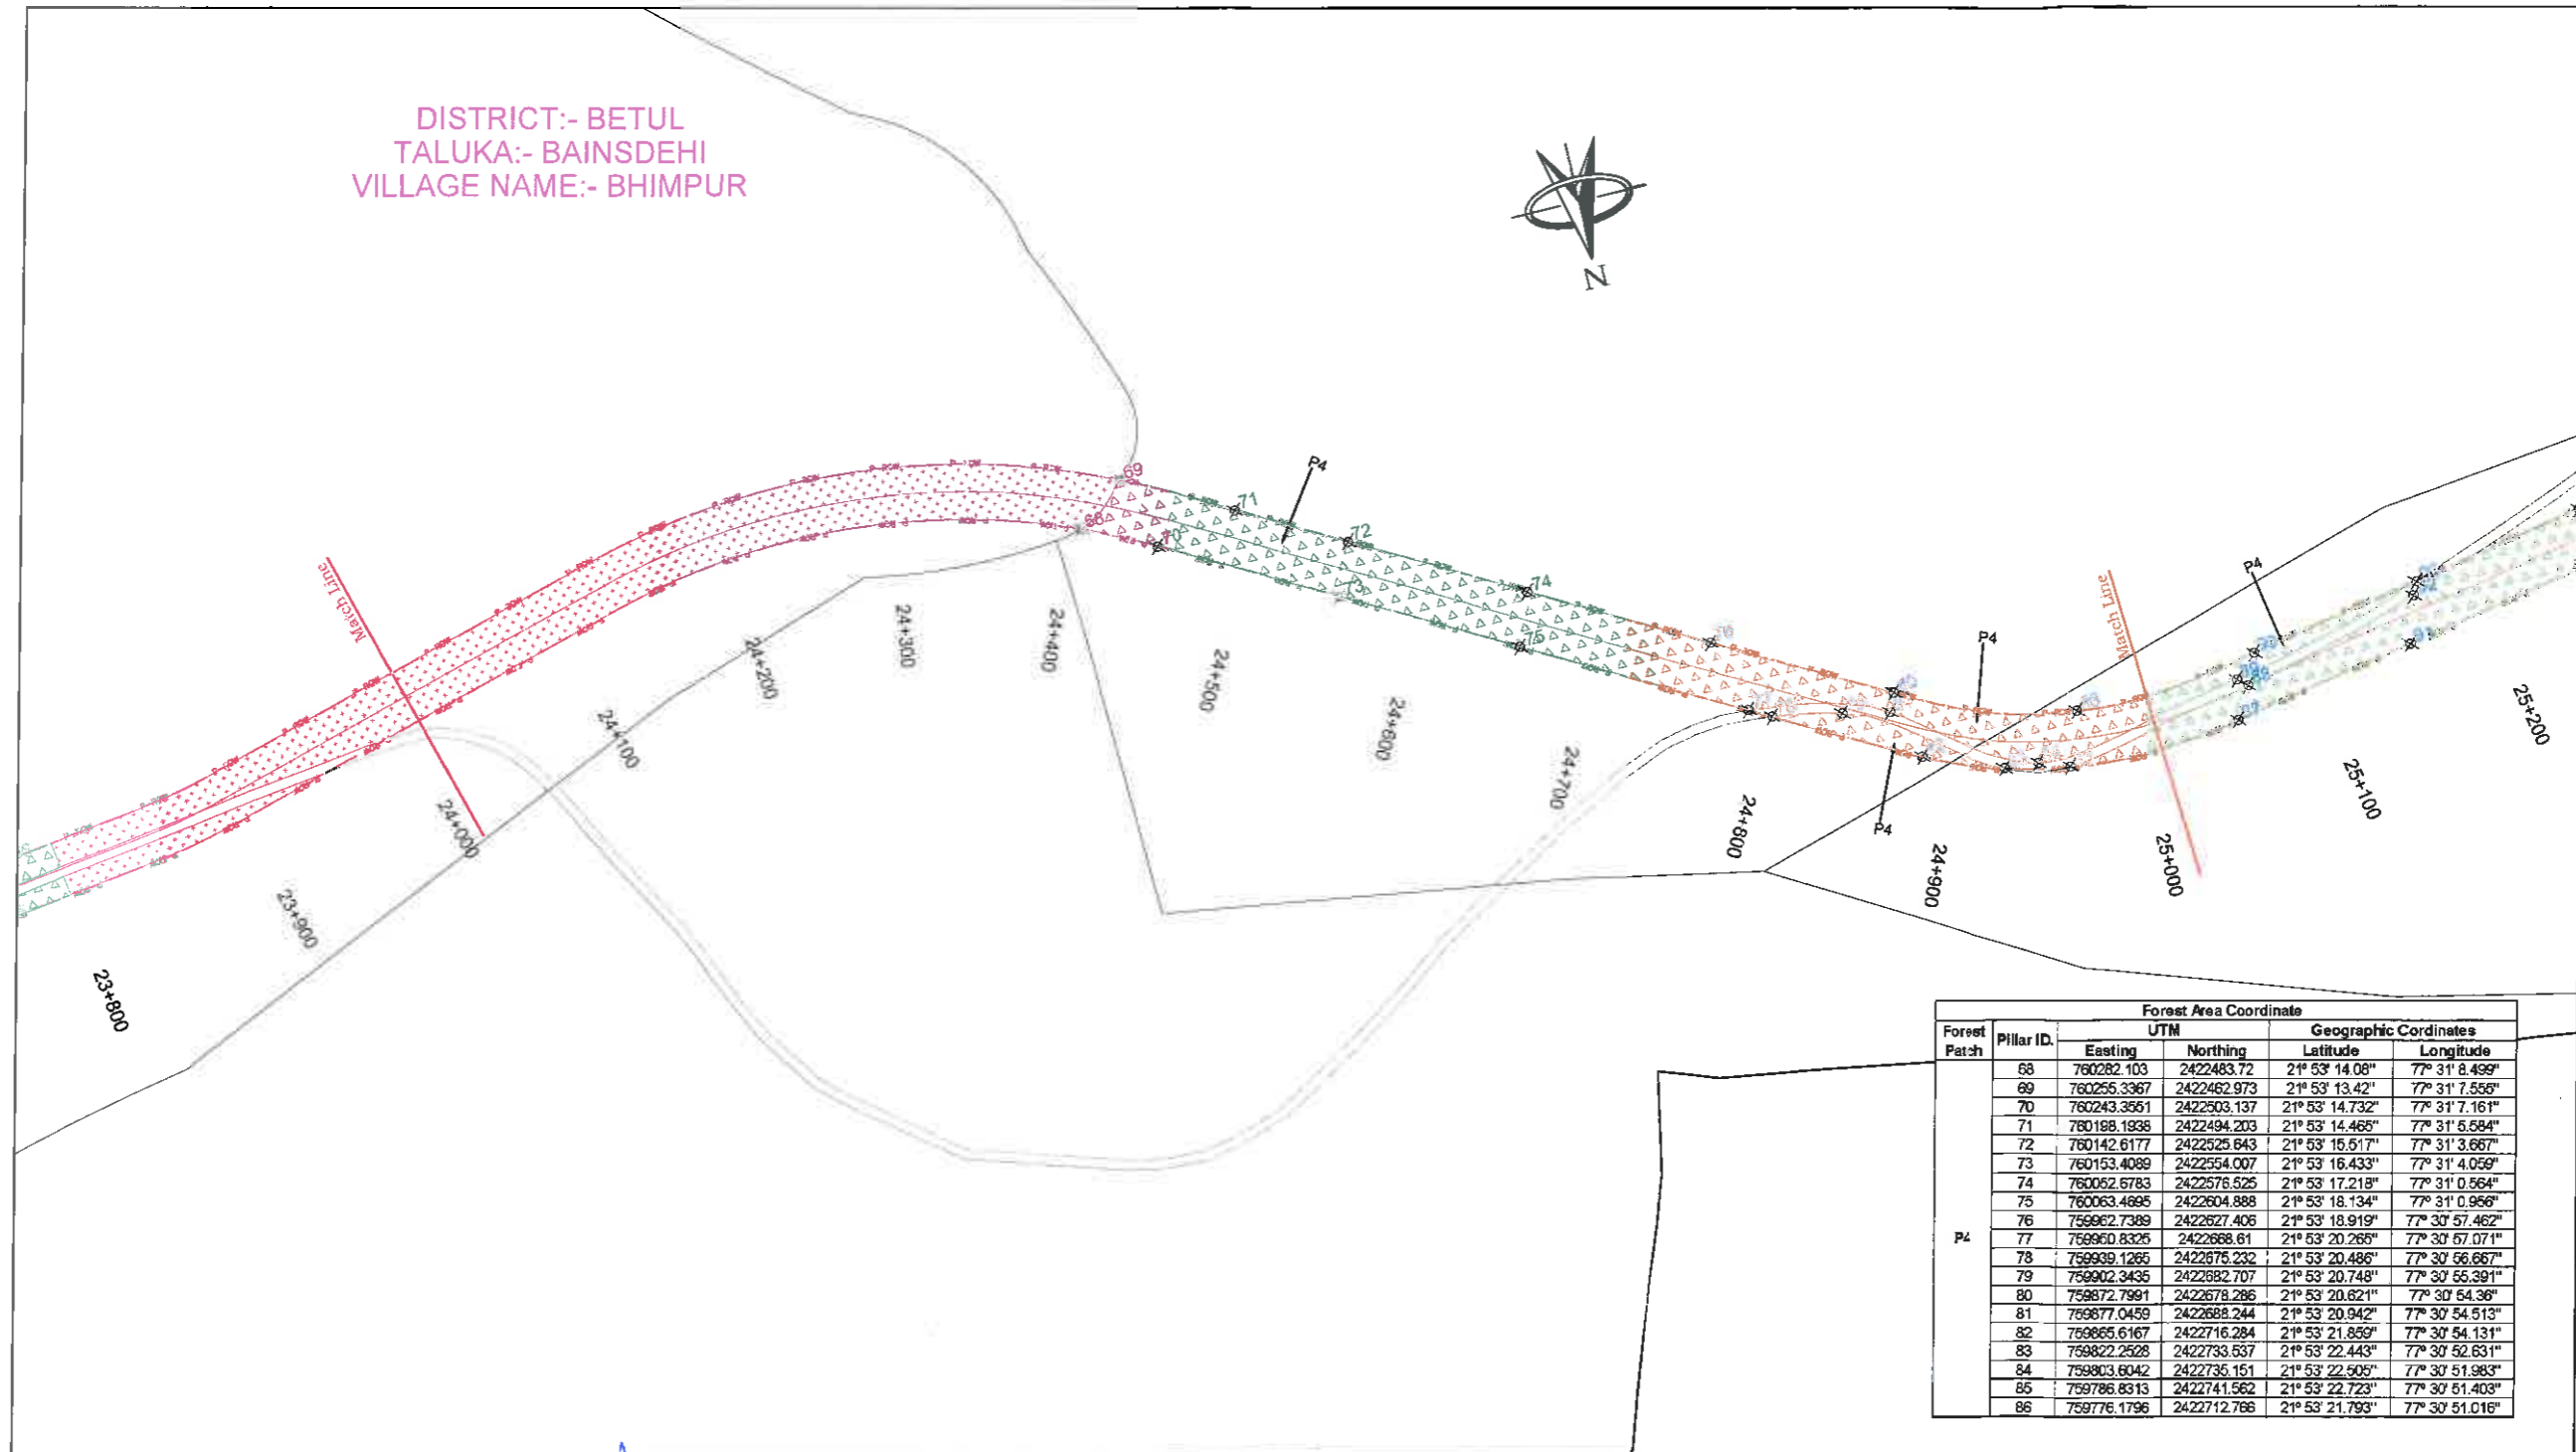 DISTRICT:- BETUL
TALUKA:- BAINSDEHI
VILLAGE NAME:- BHIMPUR
N
Match Line
Match Line
69
68
70
71
72
73
74
75
76
P4
P4
P4
P4
91
87
23+800
23+900
24+000
24+100
24+200
24+300
24+400
24+500
24+600
24+700
24+800
24+900
25+000
25+100
25+200
Forest Area Coordinate
Forest Patch Pillar ID. UTM Geographic Cordinates
Easting Northing Latitude Longitude
P4
68 760282.103 2422483.72 21° 53' 14.08" 77° 31' 8.499"
69 760255.3367 2422462.973 21° 53' 13.42" 77° 31' 7.555"
70 760243.3551 2422503.137 21° 53' 14.732" 77° 31' 7.161"
71 760198.1938 2422494.203 21° 53' 14.465" 77° 31' 5.584"
72 760142.6177 2422525.643 21° 53' 15.517" 77° 31' 3.667"
73 760153.4089 2422554.007 21° 53' 16.433" 77° 31' 4.059"
74 760052.6783 2422576.525 21° 53' 17.218" 77° 31' 0.564"
75 760063.4695 2422604.888 21° 53' 18.134" 77° 31' 0.956"
76 759962.7389 2422627.406 21° 53' 18.919" 77° 30' 57.462"
77 759950.8325 2422668.61 21° 53' 20.265" 77° 30' 57.071"
78 759939.1265 2422675.232 21° 53' 20.486" 77° 30' 56.667"
79 759902.3435 2422682.707 21° 53' 20.748" 77° 30' 55.391"
80 759872.7991 2422678.286 21° 53' 20.621" 77° 30' 54.36"
81 759877.0459 2422688.244 21° 53' 20.942" 77° 30' 54.513"
82 759865.6167 2422716.284 21° 53' 21.859" 77° 30' 54.131"
83 759822.2528 2422733.537 21° 53' 22.443" 77° 30' 52.631"
84 759803.6042 2422735.151 21° 53' 22.505" 77° 30' 51.983"
85 759786.8313 2422741.562 21° 53' 22.723" 77° 30' 51.403"
86 759776.1796 2422712.766 21° 53' 21.793" 77° 30' 51.016"